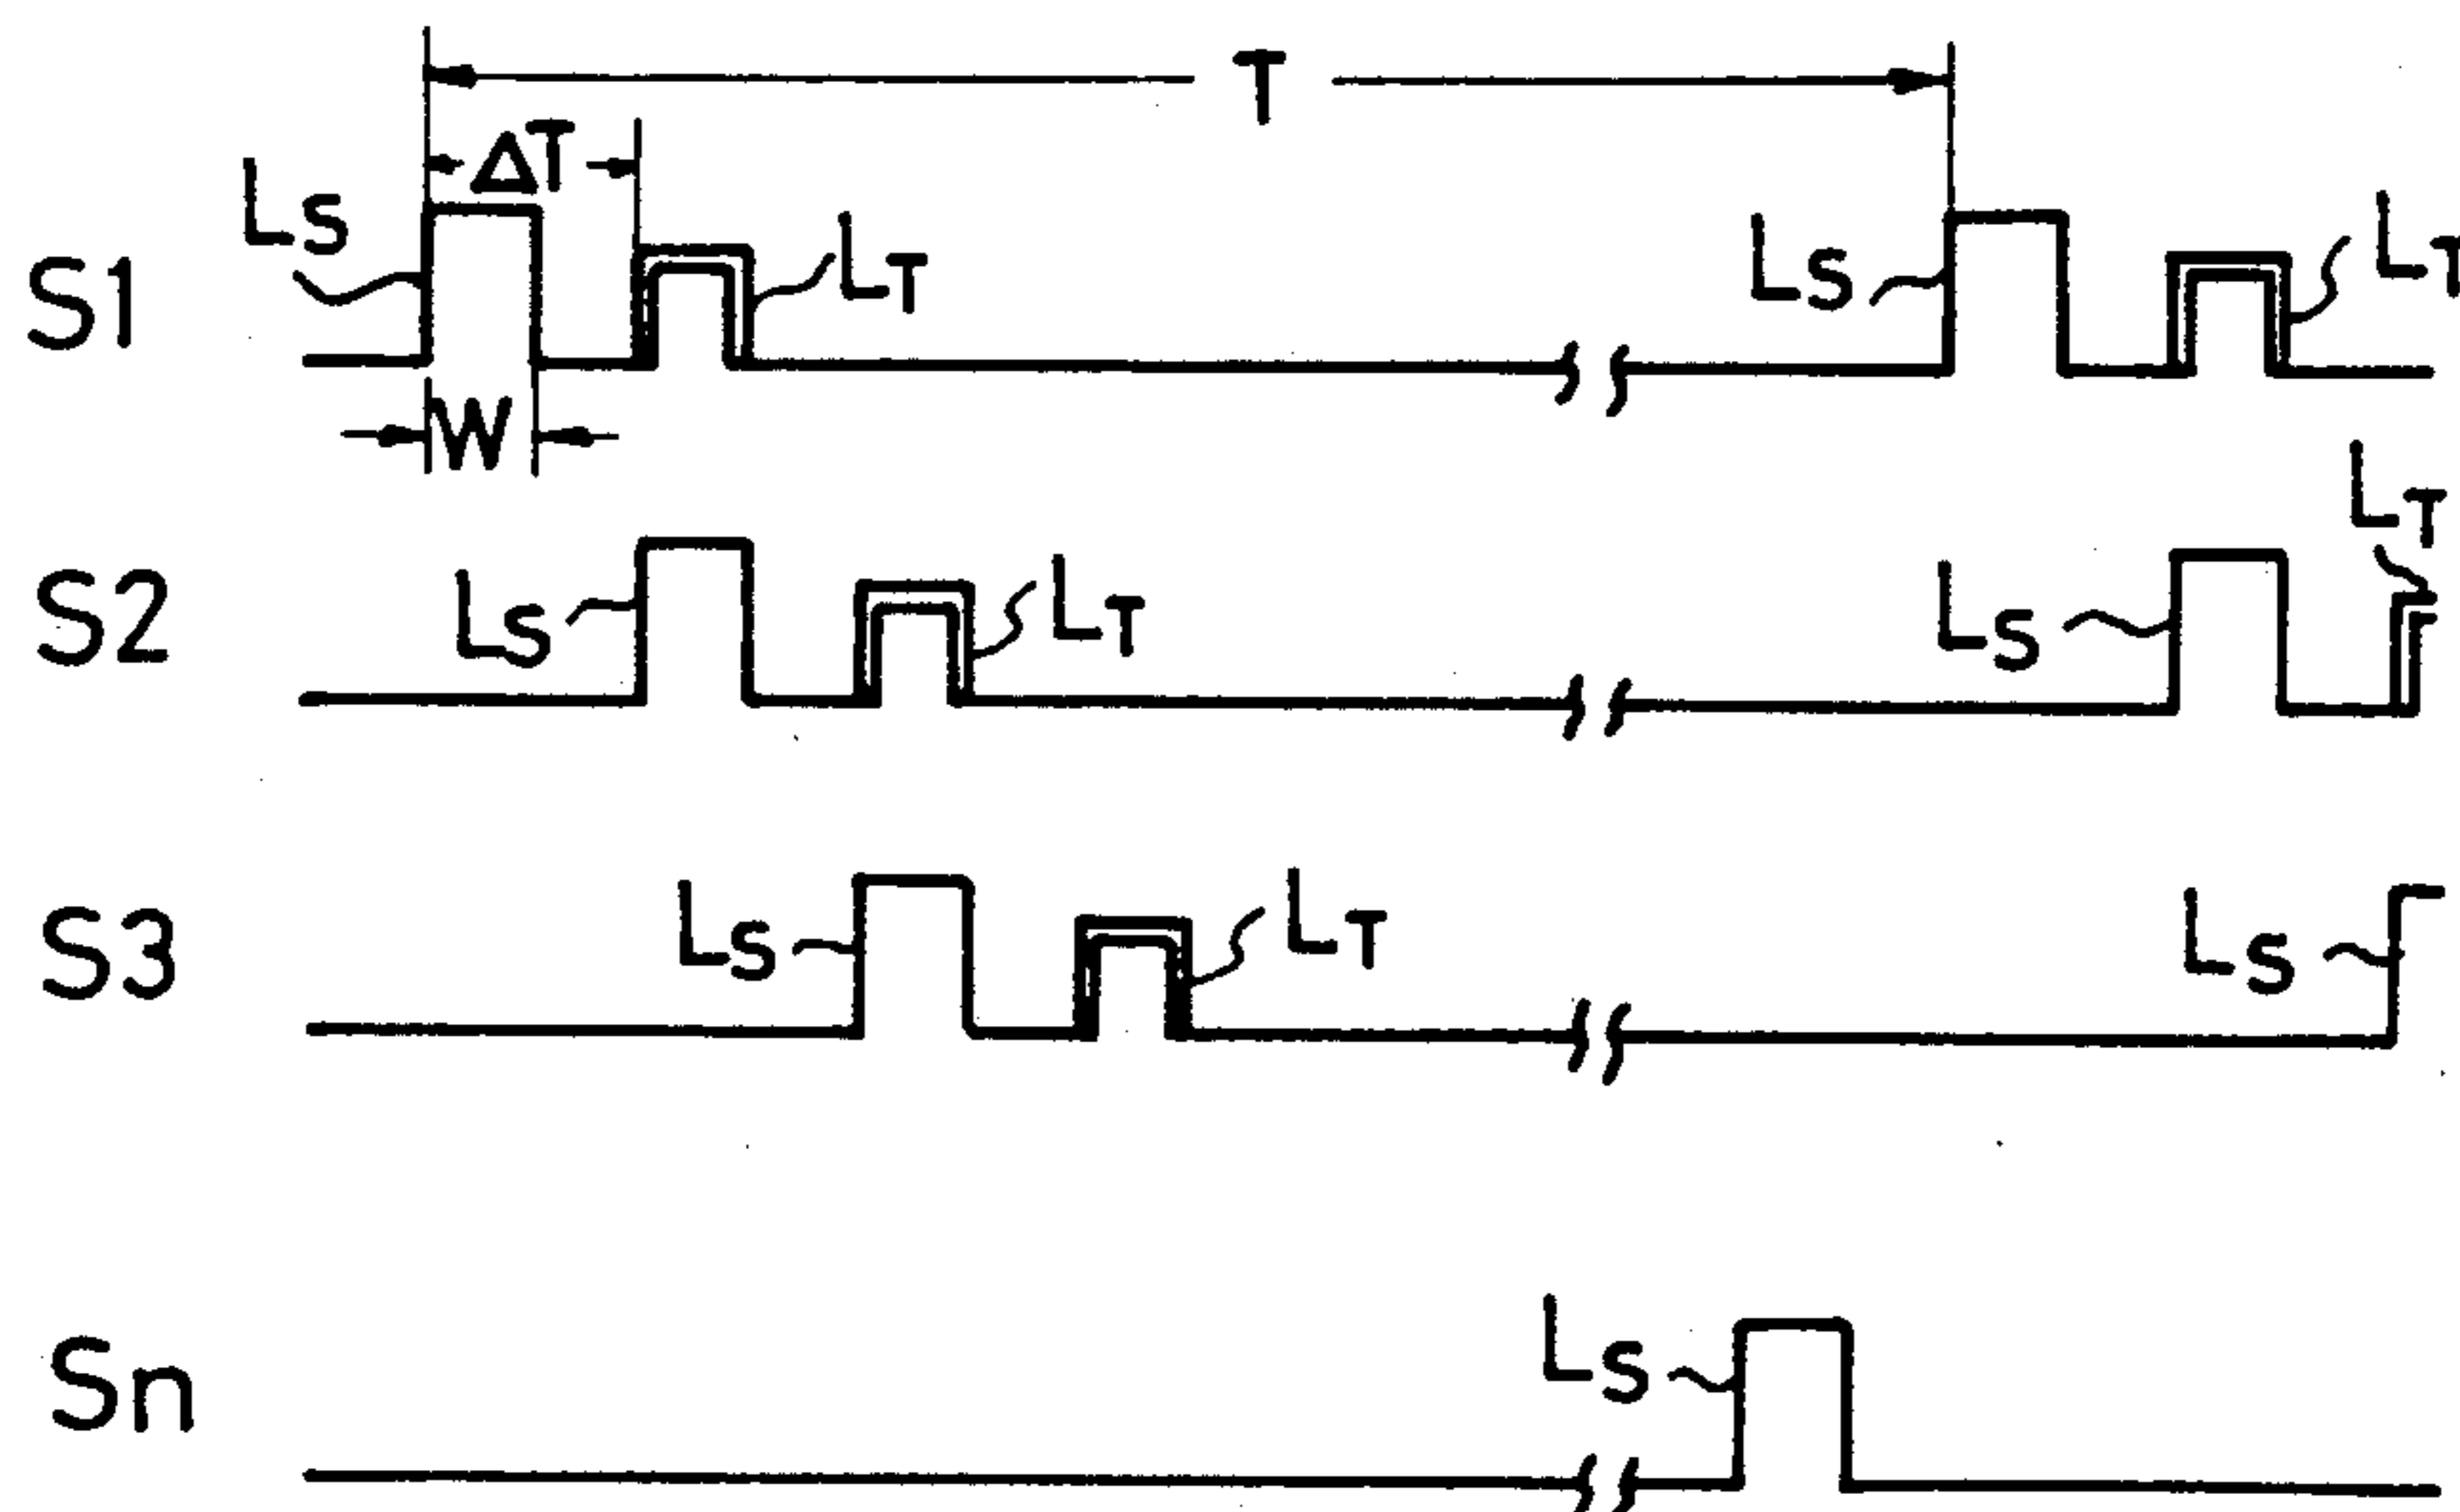 T
ΔT
S1 LS LT LS LT
W
S2 LS LT LS LT
S3 LS LT LS
Sn LS